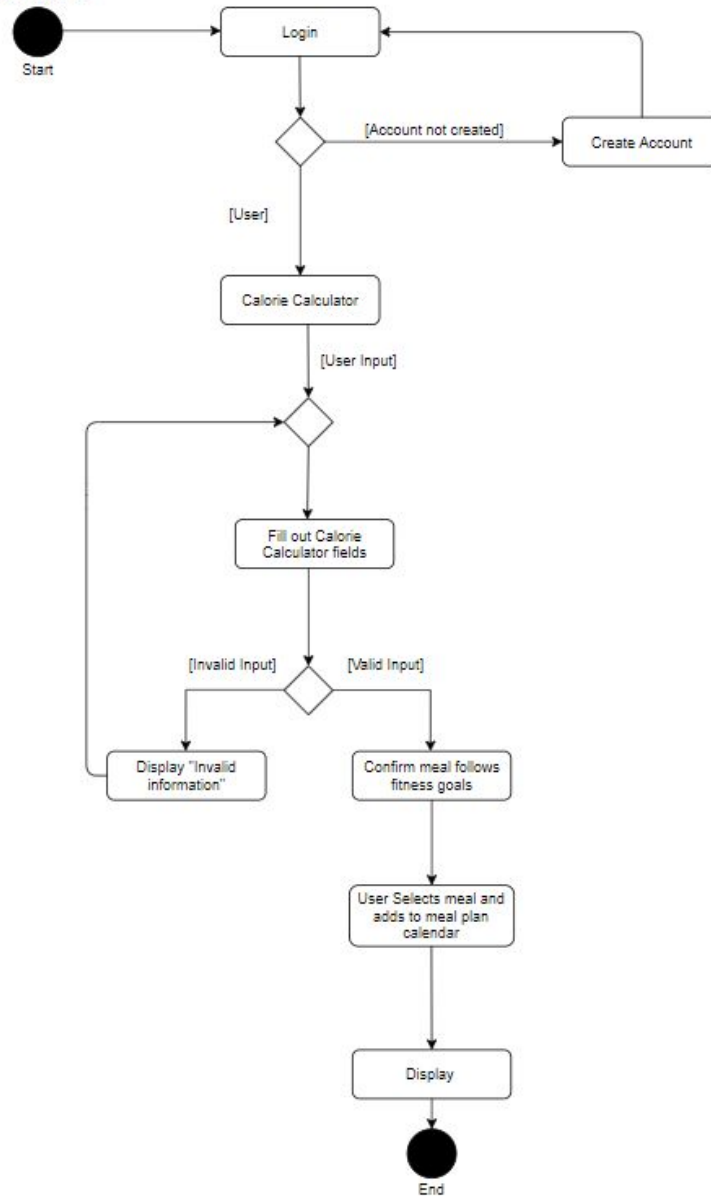 Login
Start
[Account not created]
Create Account
[User]
Calorie Calculator
[User Input]
Fill out Calorie
Calculator fields
[Invalid Input]
[Valid Input]
Display "Invalid
information"
Confirm meal follows
fitness goals
User Selects meal and
adds to meal plan
calendar
Display
End